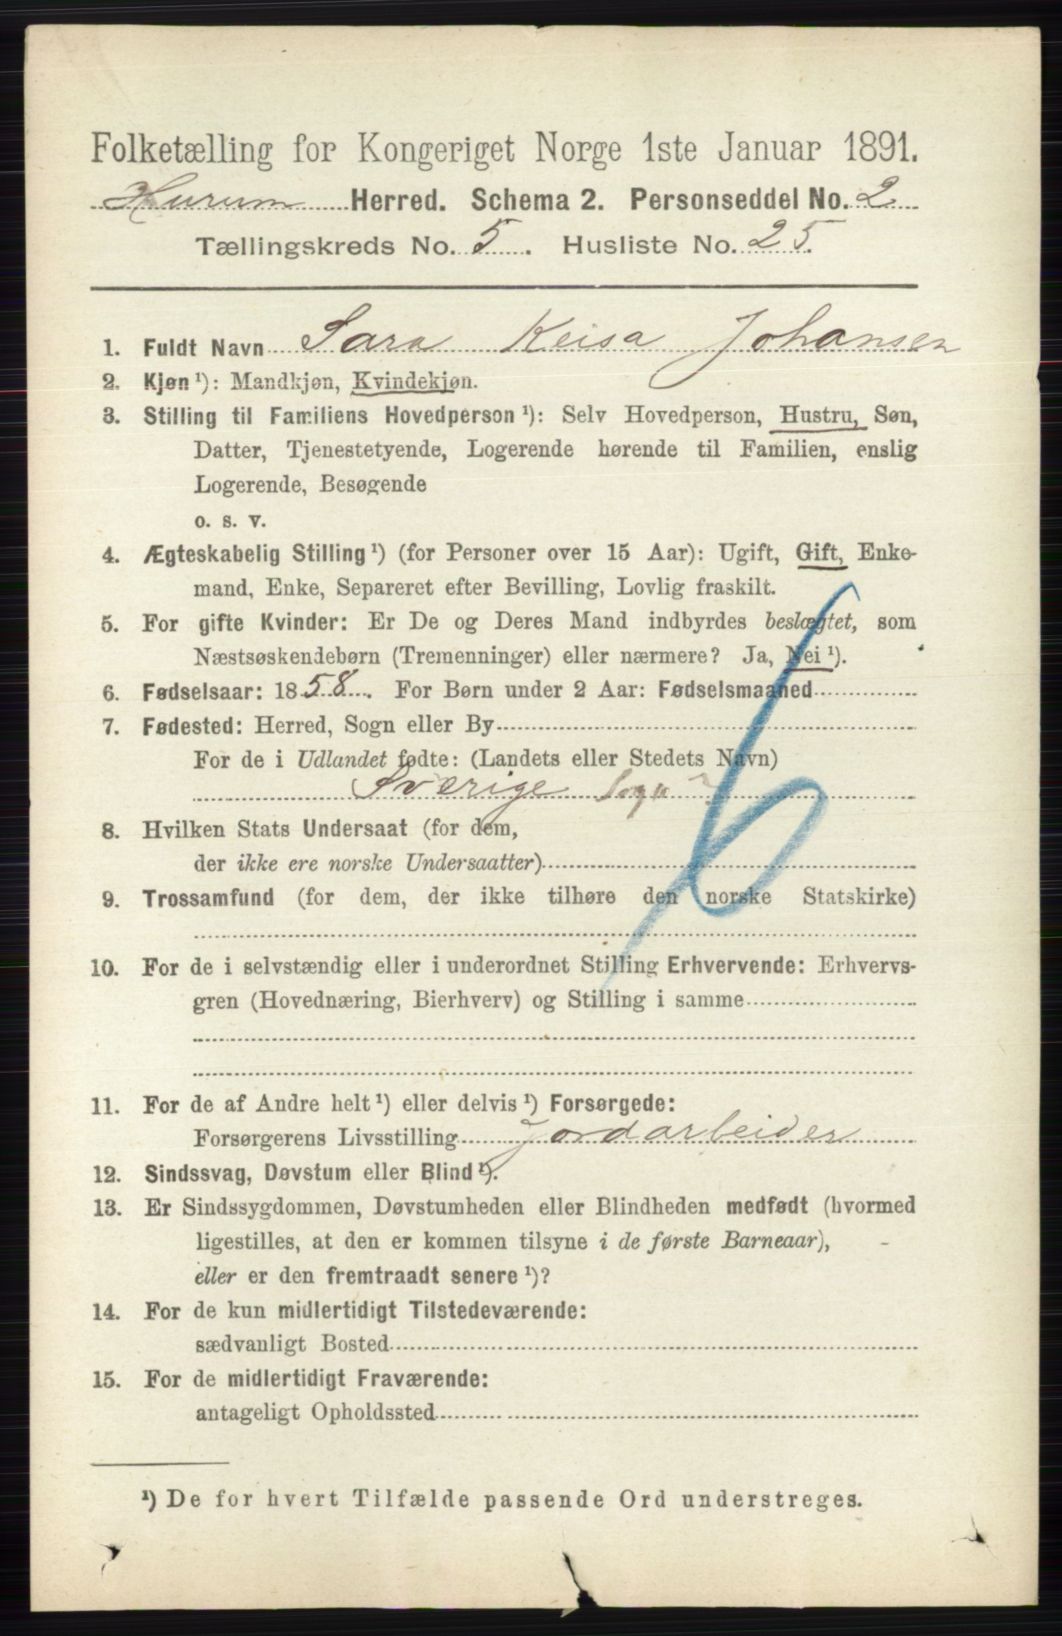 Folketælling for Kongeriget Norge 1ste Januar 1891.
Hurum Herred. Schema 2. Personseddel No. 2
Tællingskreds No. 5. Husliste No. 25.
1. Fuldt Navn Sara Keisa Johansen
2. Kjøn ¹): Mandkjøn, Kvindekjøn.
3. Stilling til Familiens Hovedperson ¹): Selv Hovedperson, Hustru, Søn,
Datter, Tjenestetyende, Logerende hørende til Familien, enslig
Logerende, Besøgende
o. s. v.
4. Ægteskabelig Stilling ¹) (for Personer over 15 Aar): Ugift, Gift, Enke-
mand, Enke, Separeret efter Bevilling, Lovlig fraskilt.
5. For gifte Kvinder: Er De og Deres Mand indbyrdes beslægtet, som
Næstsøskendebørn (Tremenninger) eller nærmere? Ja, Nei ¹).
6. Fødselsaar: 1858. For Børn under 2 Aar: Fødselsmaaned
7. Fødested: Herred, Sogn eller By
For de i Udlandet fødte: (Landets eller Stedets Navn)
Sverige Sogn ?
8. Hvilken Stats Undersaat (for dem,
der ikke ere norske Undersaatter)
9. Trossamfund (for dem, der ikke tilhøre den norske Statskirke)
10. For de i selvstændig eller i underordnet Stilling Erhvervende: Erhvervs-
gren (Hovednæring, Bierhverv) og Stilling i samme
11. For de af Andre helt ¹) eller delvis ¹) Forsørgede:
Forsørgerens Livsstilling Jordarbeider
12. Sindssvag, Døvstum eller Blind ¹).
13. Er Sindssygdommen, Døvstumheden eller Blindheden medfødt (hvormed
ligestilles, at den er kommen tilsyne i de første Barneaar),
eller er den fremtraadt senere ¹)?
14. For de kun midlertidigt Tilstedeværende:
sædvanligt Bosted
15. For de midlertidigt Fraværende:
antageligt Opholdssted
¹) De for hvert Tilfælde passende Ord understreges.